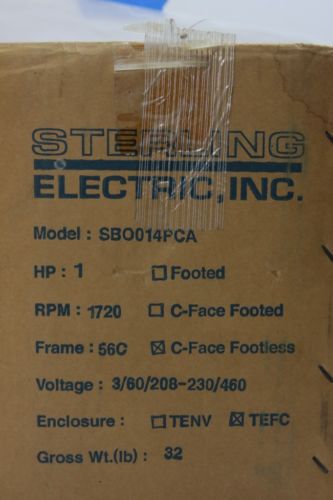 STERLING
ELECTRIC, INC.
Model : SBO014PCA
HP : 1 ☐ Footed
RPM : 1720 ☐ C-Face Footed
Frame : 56C ☒ C-Face Footless
Voltage : 3/60/208-230/460
Enclosure : ☐ TENV ☒ TEFC
Gross Wt.(lb) : 32